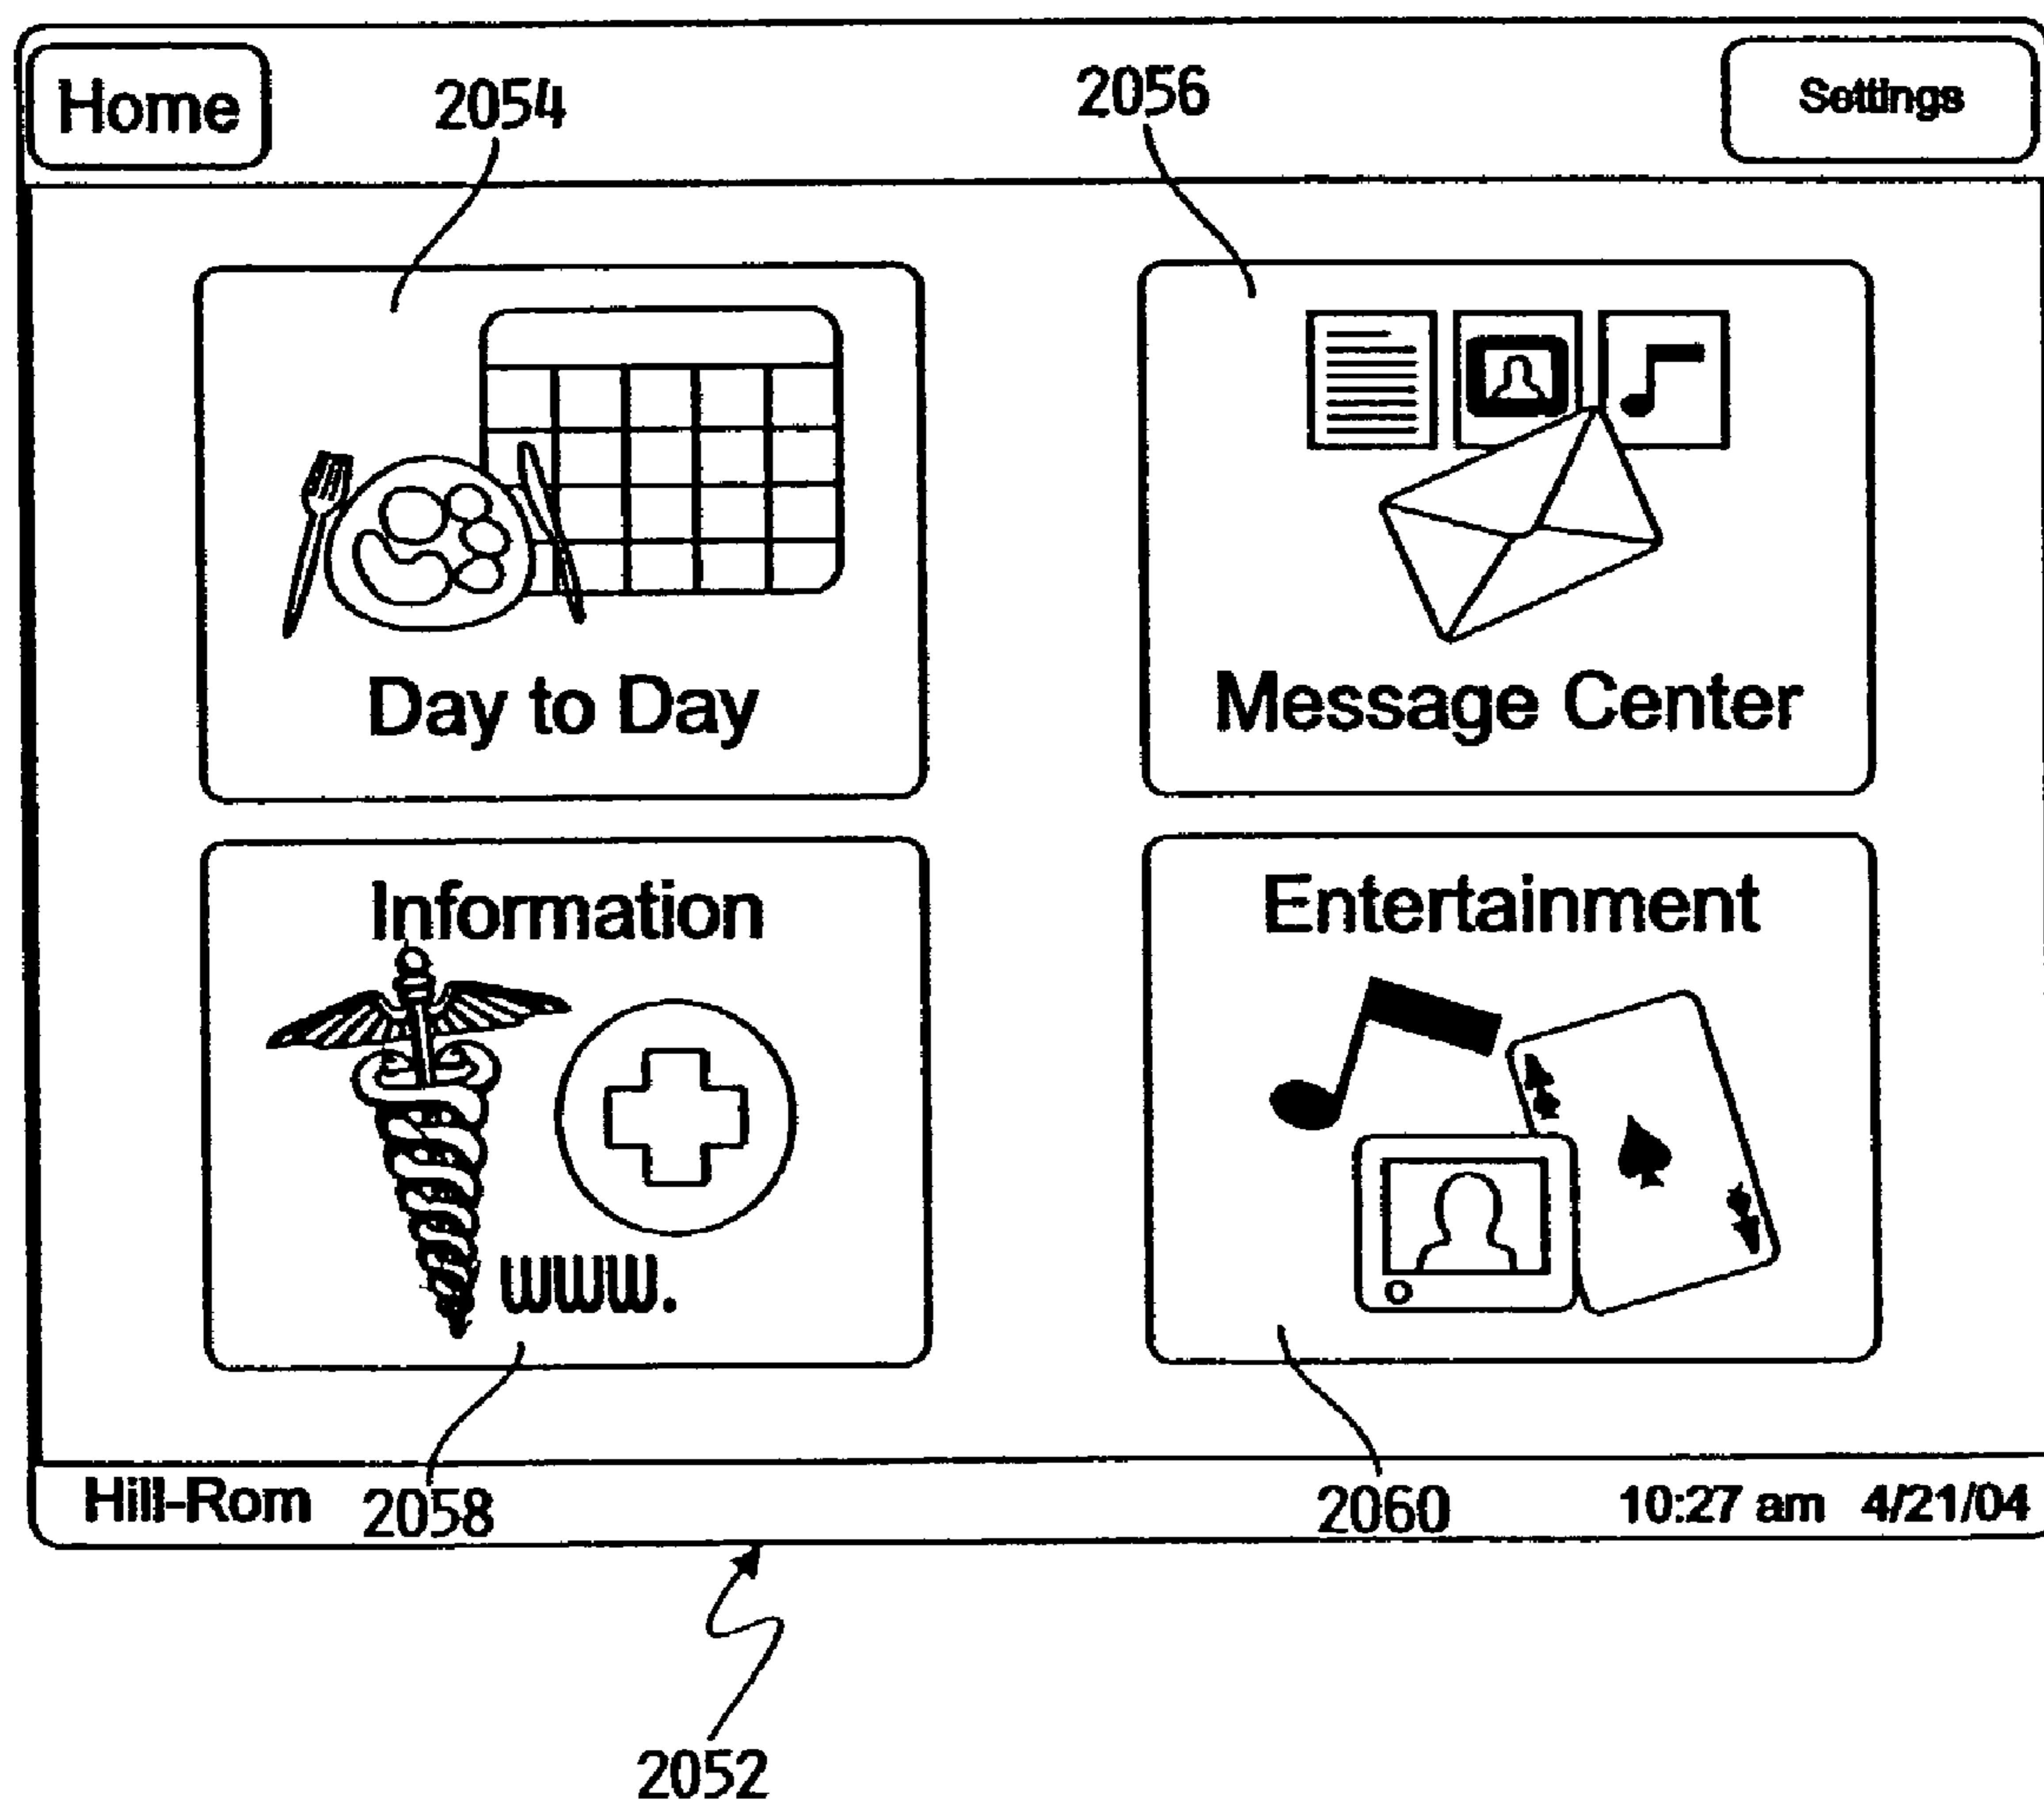 Home 2054 2056 Settings
Day to Day Message Center
Information Entertainment
www.
Hill-Rom 2058 2060 10:27 am 4/21/04
2052